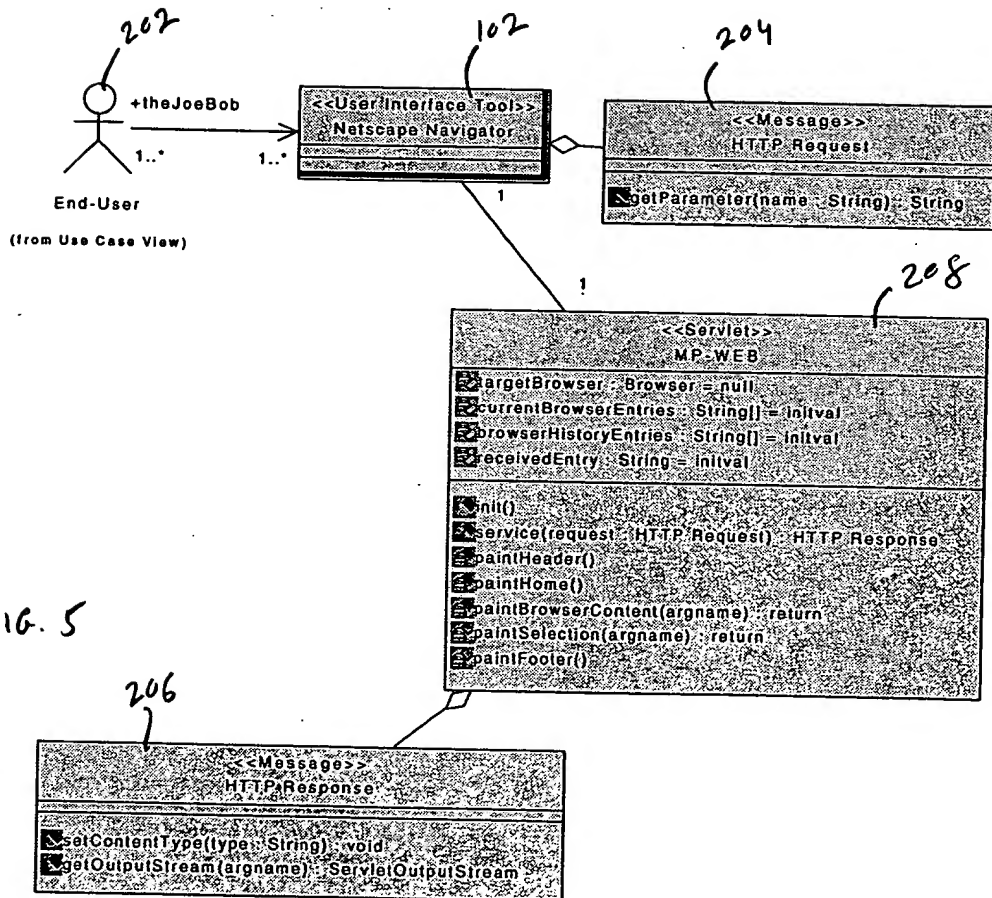 202
102
204
+theJoeBob
1..*
1..*
End-User
(from Use Case View)
<<User Interface Tool>>
Netscape Navigator
1
<<Message>>
HTTP Request
getParameter(name : String) : String
1
208
<<Servlet>>
MP-WEB
targetBrowser : Browser = null
currentBrowserEntries : String[] = initval
browserHistoryEntries : String[] = initval
receivedEntry : String = initval
init()
service(request : HTTP Request) : HTTP Response
paintHeader()
paintHome()
paintBrowserContent(argname) : return
paintSelection(argname) : return
paintFooter()
IG. 5
206
<<Message>>
HTTP Response
setContentType(type : String) : void
getOutputStream(argname) : ServletOutputStream